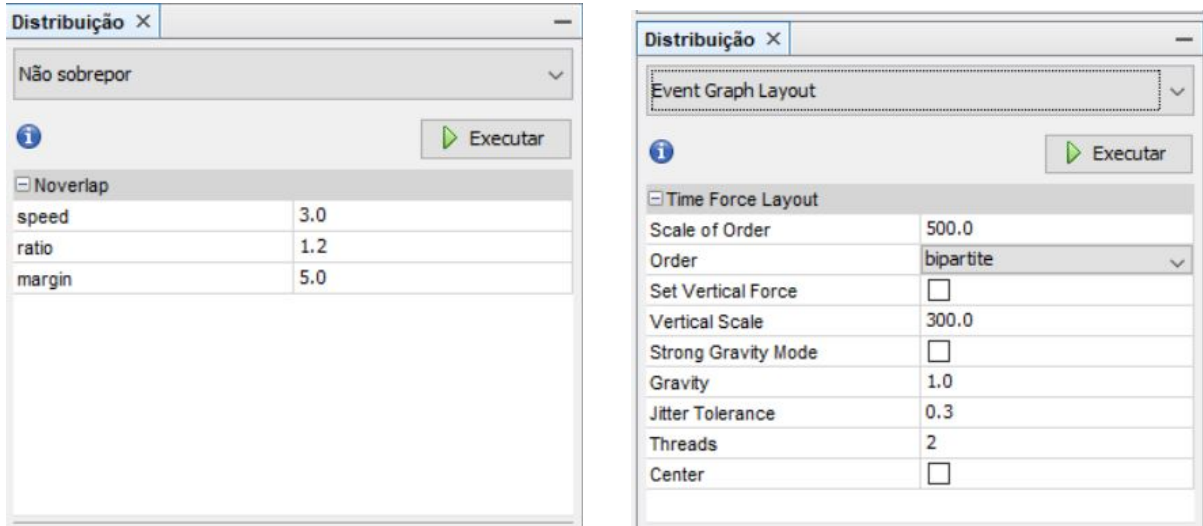 Distribuição
Não sobrepor
Executar
Noverlap
speed 3.0
ratio 1.2
margin 5.0
Distribuição
Event Graph Layout
Executar
Time Force Layout
Scale of Order 500.0
Order bipartite
Set Vertical Force
Vertical Scale 300.0
Strong Gravity Mode
Gravity 1.0
Jitter Tolerance 0.3
Threads 2
Center